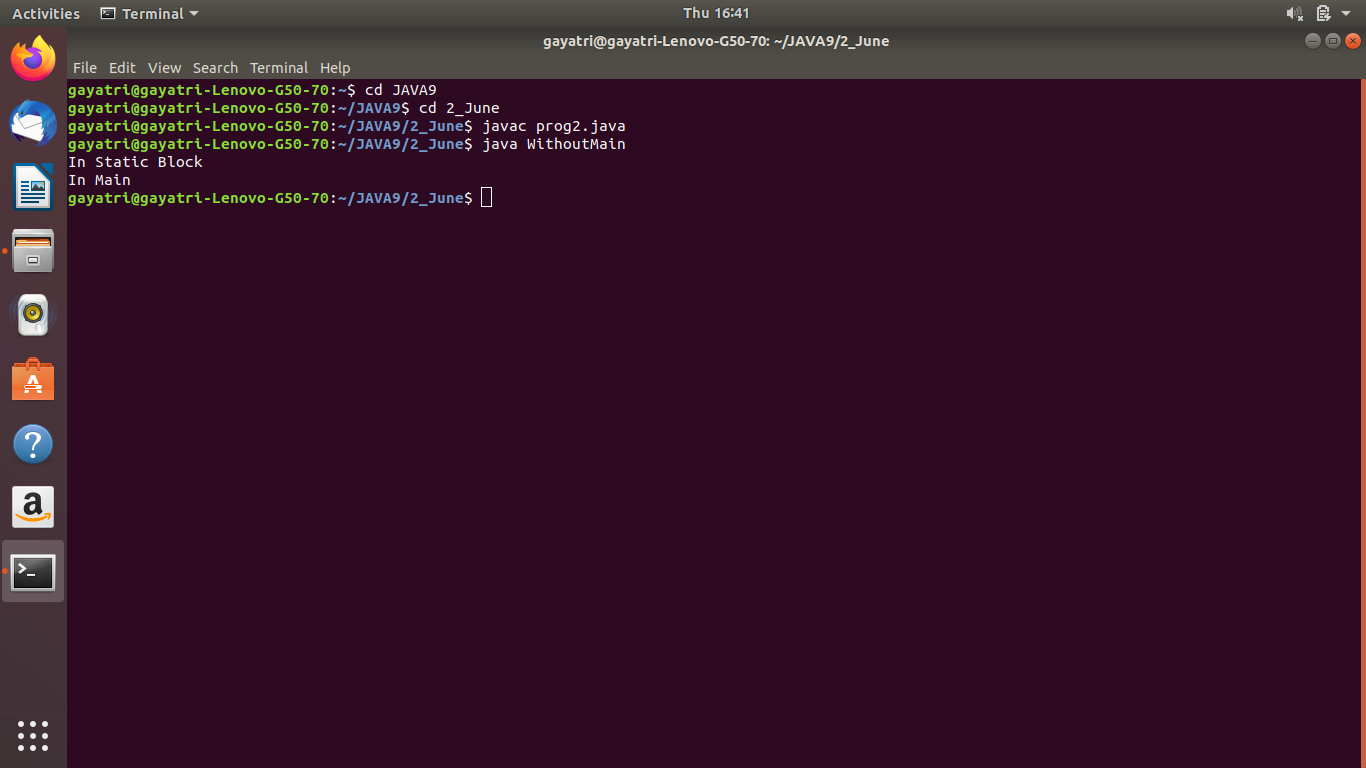 Activities Terminal Thu 16:41
gayatri@gayatri-Lenovo-G50-70: ~/JAVA9/2_June
File Edit View Search Terminal Help
gayatri@gayatri-Lenovo-G50-70:~$ cd JAVA9
gayatri@gayatri-Lenovo-G50-70:~/JAVA9$ cd 2_June
gayatri@gayatri-Lenovo-G50-70:~/JAVA9/2_June$ javac prog2.java
gayatri@gayatri-Lenovo-G50-70:~/JAVA9/2_June$ java WithoutMain
In Static Block
In Main
gayatri@gayatri-Lenovo-G50-70:~/JAVA9/2_June$